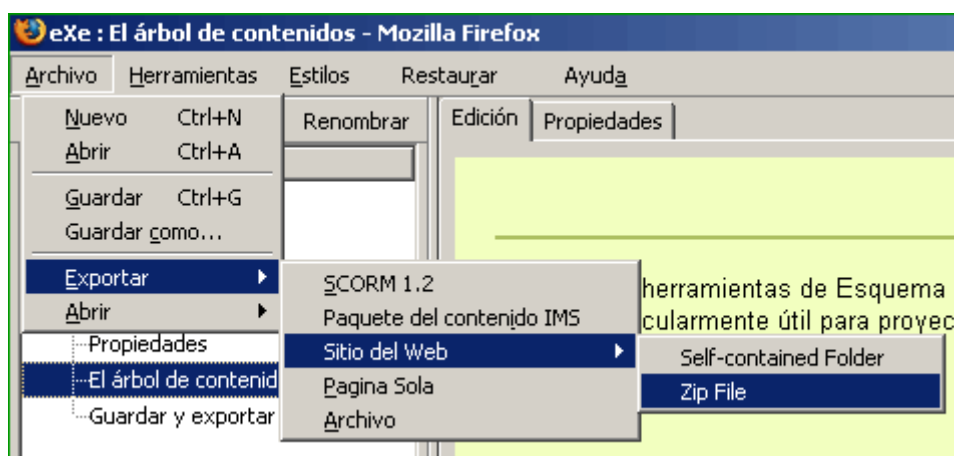 eXe : El árbol de contenidos - Mozilla Firefox
Archivo Herramientas Estilos Restaurar Ayuda
Nuevo Ctrl+N
Abrir Ctrl+A
Guardar Ctrl+G
Guardar como...
Exportar
Abrir
Renombrar
Edición Propiedades
SCORM 1.2
Paquete del contenido IMS
Sitio del Web
Pagina Sola
Archivo
Self-contained Folder
Zip File
herramientas de Esquema
cularmente útil para proyec
Propiedades
El árbol de contenid
Guardar y exportar